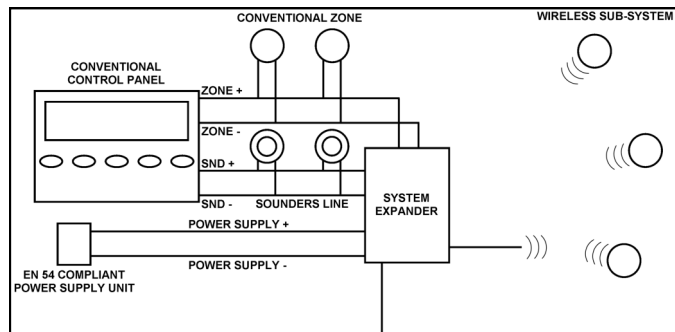 CONVENTIONAL ZONE
WIRELESS SUB-SYSTEM
CONVENTIONAL
CONTROL PANEL
ZONE +
ZONE -
SND +
SND -
SOUNDERS LINE
SYSTEM
EXPANDER
POWER SUPPLY +
POWER SUPPLY -
EN 54 COMPLIANT
POWER SUPPLY UNIT